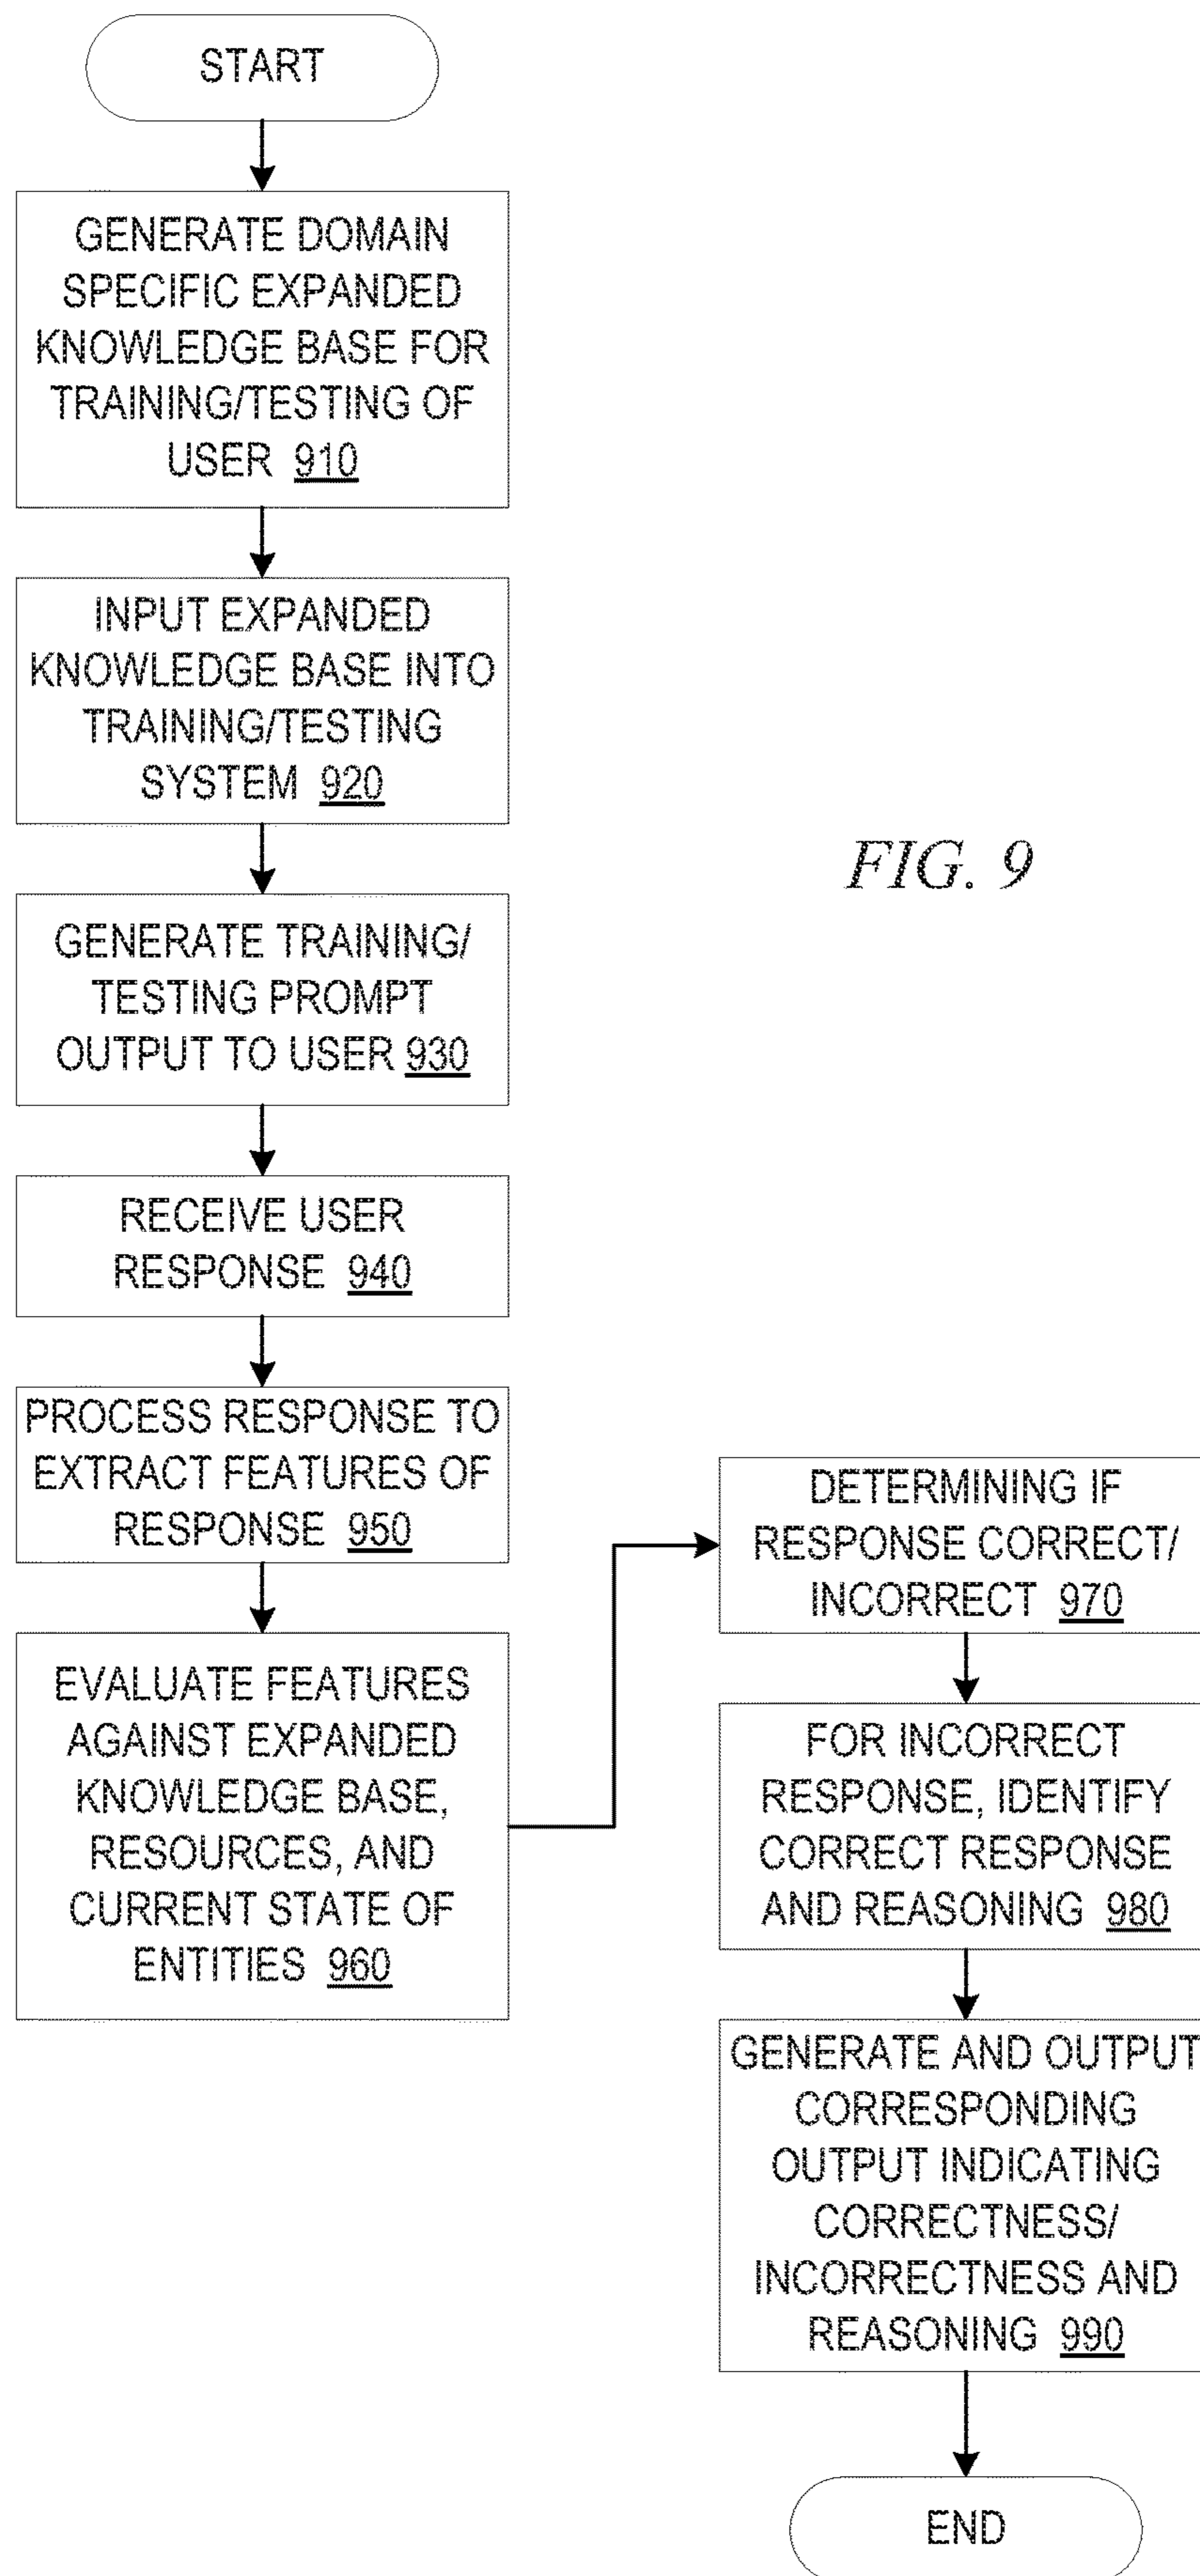 START
GENERATE DOMAIN
SPECIFIC EXPANDED
KNOWLEDGE BASE FOR
TRAINING/TESTING OF
USER 910
INPUT EXPANDED
KNOWLEDGE BASE INTO
TRAINING/TESTING
SYSTEM 920
GENERATE TRAINING/
TESTING PROMPT
OUTPUT TO USER 930
RECEIVE USER
RESPONSE 940
PROCESS RESPONSE TO
EXTRACT FEATURES OF
RESPONSE 950
EVALUATE FEATURES
AGAINST EXPANDED
KNOWLEDGE BASE,
RESOURCES, AND
CURRENT STATE OF
ENTITIES 960
DETERMINING IF
RESPONSE CORRECT/
INCORRECT 970
FOR INCORRECT
RESPONSE, IDENTIFY
CORRECT RESPONSE
AND REASONING 980
GENERATE AND OUTPUT
CORRESPONDING
OUTPUT INDICATING
CORRECTNESS/
INCORRECTNESS AND
REASONING 990
END
FIG. 9